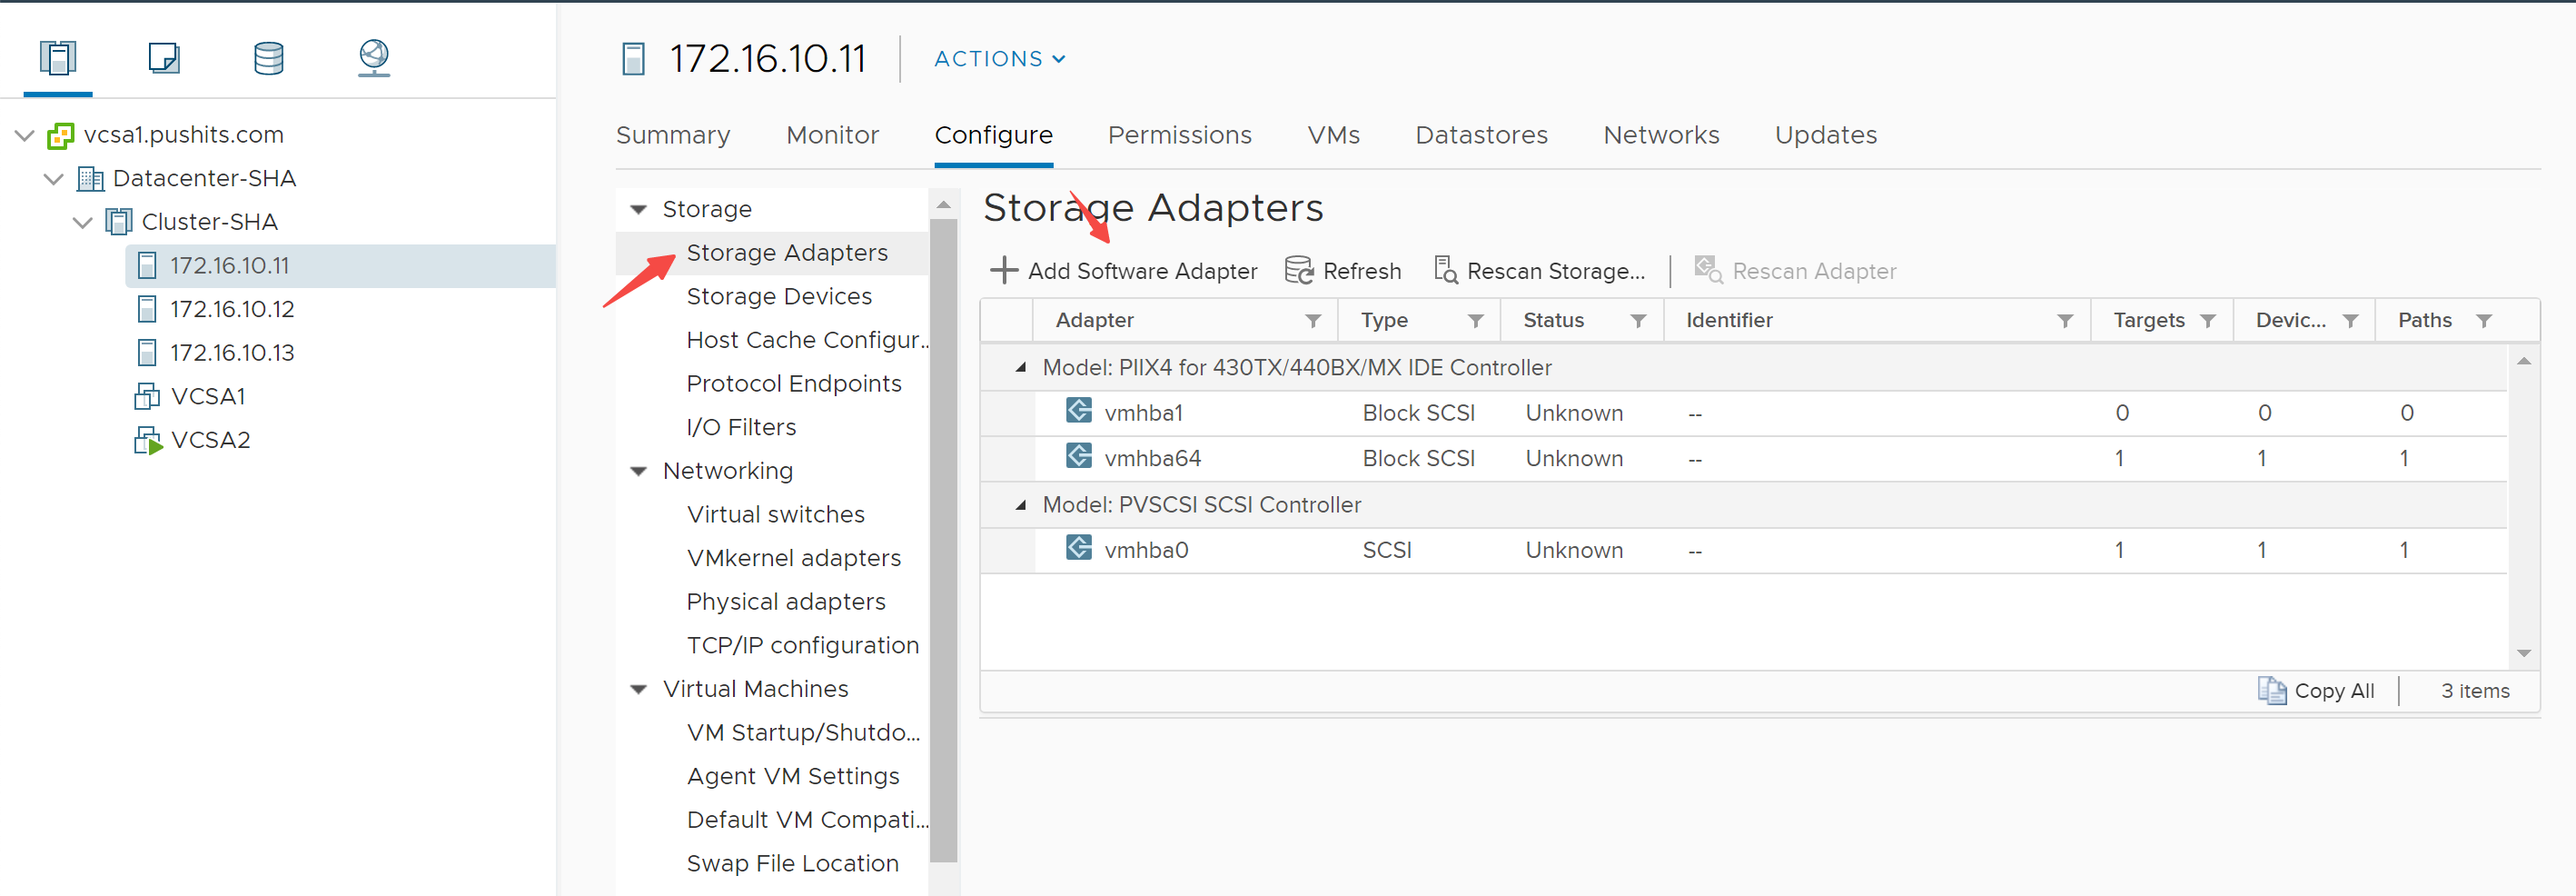 172.16.10.11
ACTIONS
vcsa1.pushits.com
Datacenter-SHA
Cluster-SHA
172.16.10.11
172.16.10.12
172.16.10.13
VCSA1
VCSA2
Summary Monitor Configure Permissions VMs Datastores Networks Updates
Storage
Storage Adapters
Storage Devices
Host Cache Configur..
Protocol Endpoints
I/O Filters
Networking
Virtual switches
VMkernel adapters
Physical adapters
TCP/IP configuration
Virtual Machines
VM Startup/Shutdo...
Agent VM Settings
Default VM Compati...
Swap File Location
Storage Adapters
Add Software Adapter Refresh Rescan Storage... Rescan Adapter
Adapter Type Status Identifier Targets Devic... Paths
Model: PIIX4 for 430TX/440BX/MX IDE Controller
vmhba1 Block SCSI Unknown -- 0 0 0
vmhba64 Block SCSI Unknown -- 1 1 1
Model: PVSCSI SCSI Controller
vmhba0 SCSI Unknown -- 1 1 1
Copy All 3 items